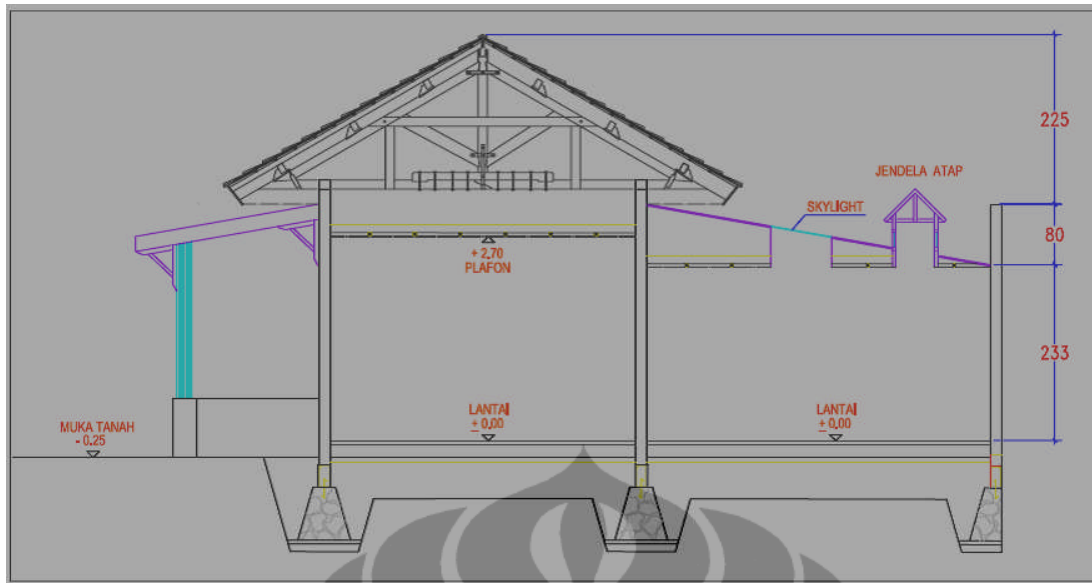 225
JENDELA ATAP
SKYLIGHT
80
+ 2.70
PLAFON
233
LANTAI
± 0.00
LANTAI
± 0.00
MUKA TANAH
- 0.25